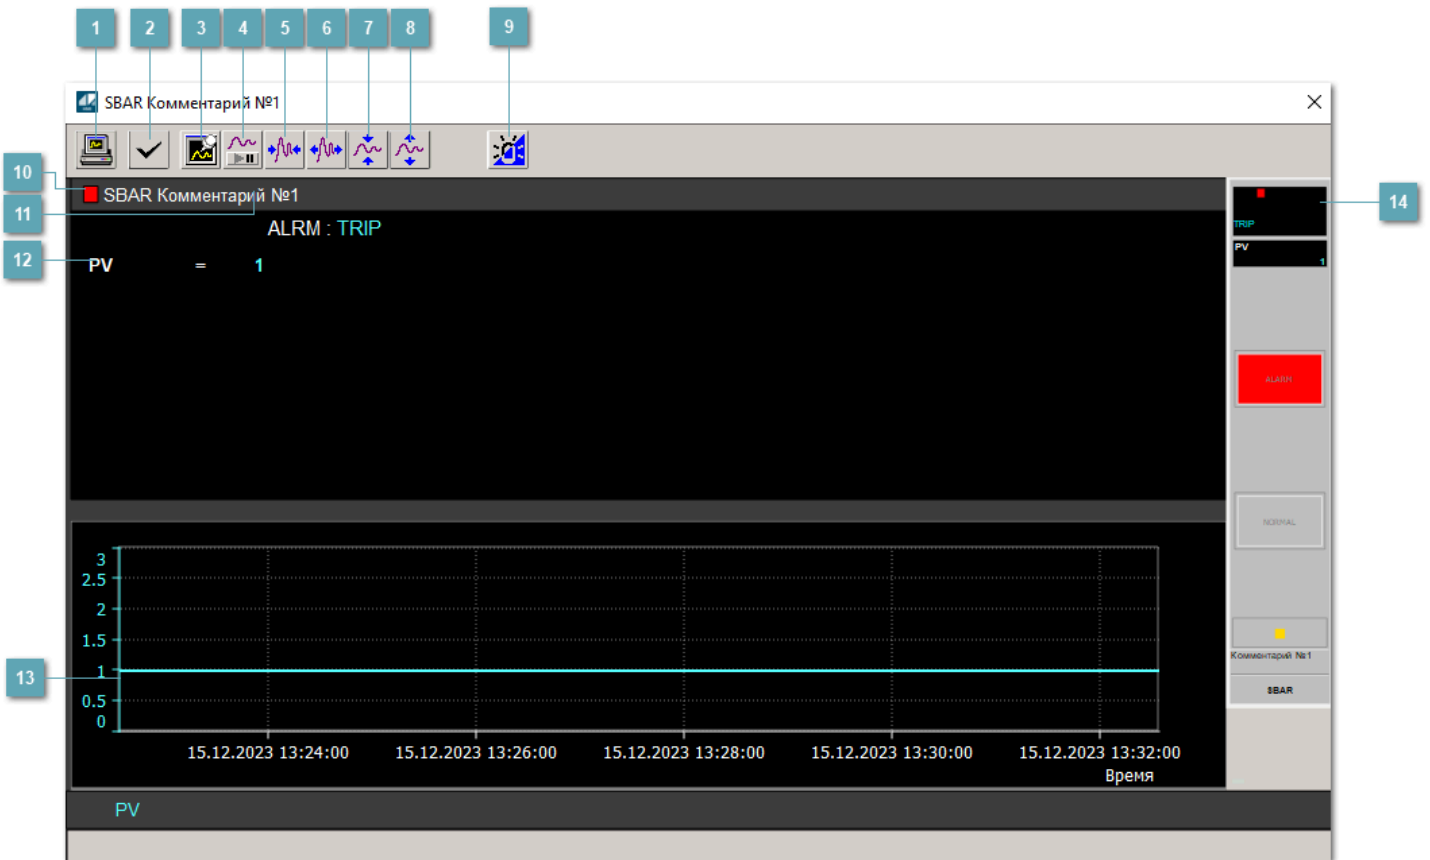 1 2 3 4 5 6 7 8 9
SBAR Комментарий №1
10
SBAR Комментарий №1
11
14
ALRM : TRIP
TRIP
12
PV = 1
PV
1
ALARM
NORMAL
3
2.5
2
1.5
Комментарий №1
13
1
SBAR
0.5
0
15.12.2023 13:24:00 15.12.2023 13:26:00 15.12.2023 13:28:00 15.12.2023 13:30:00 15.12.2023 13:32:00
Время
PV